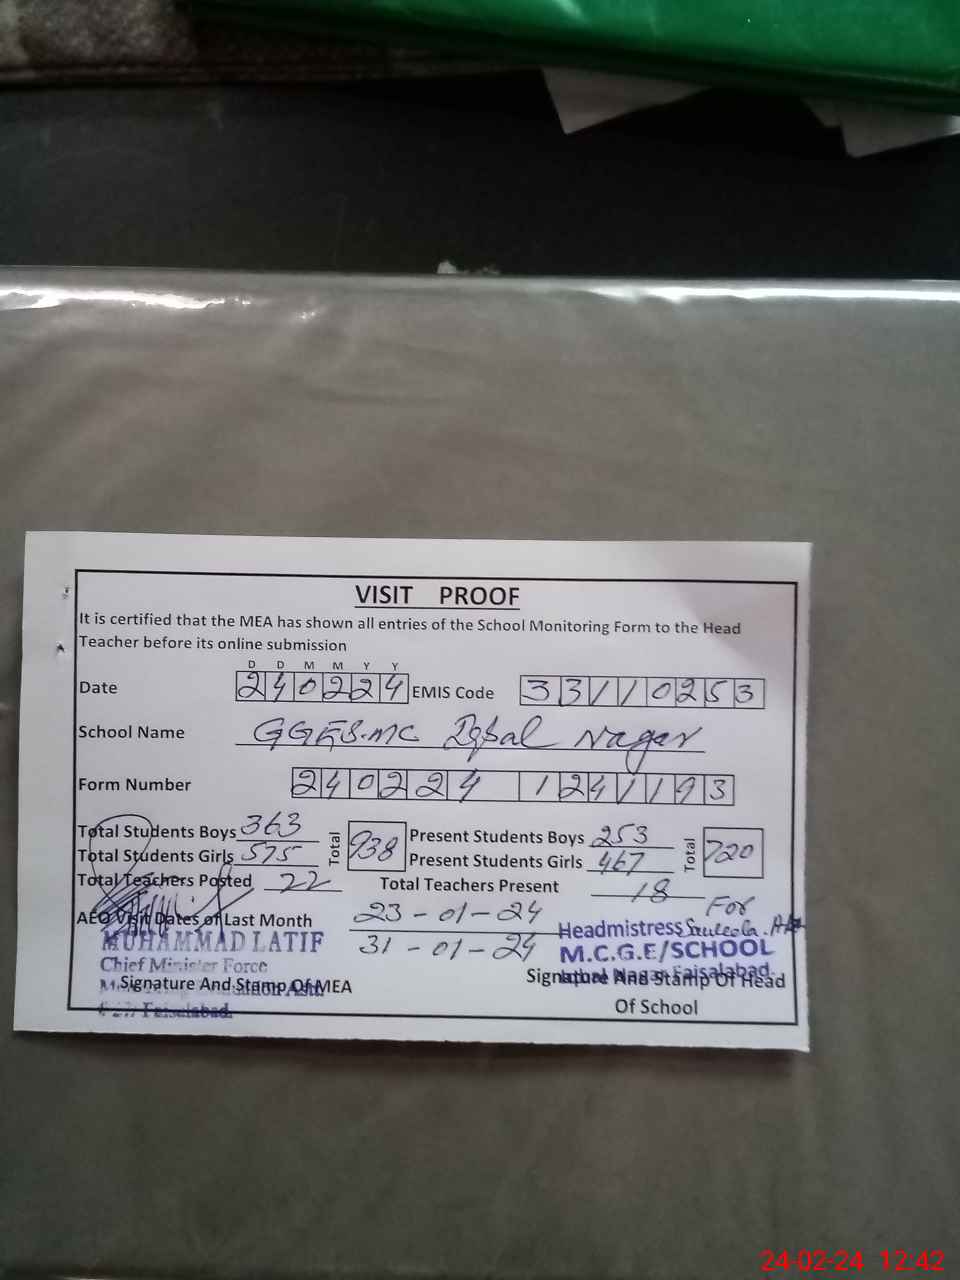 VISIT PROOF
It is certified that the MEA has shown all entries of the School Monitoring Form to the Head
Teacher before its online submission
D D M M Y Y
Date 240224 EMIS Code 33110253
School Name GGES.MC Iqbal Nagar
Form Number 240224 1241193
Total Students Boys 363 Total 938 Present Students Boys 253 Total 720
Total Students Girls 575 Present Students Girls 467
Total Teachers Posted 22 Total Teachers Present 18
AEO Visit Dates of Last Month 23-01-24
31-01-24
For
Headmistress
M.C.G.E/SCHOOL
Iqbal Nagar Faisalabad.
MUHAMMAD LATIF
Chief Minister Force
Faisalabad.
Signature And Stamp Of MEA
Signature And Stamp Of Head
Of School
24-02-24 12:42